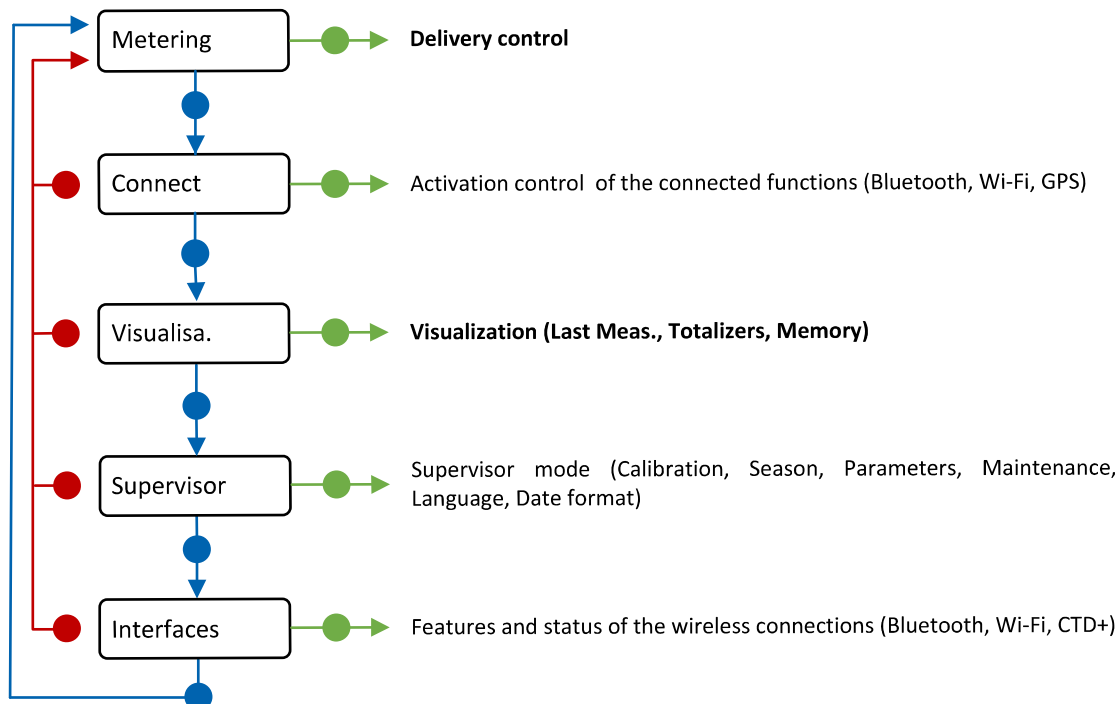 Metering
Delivery control
Connect
Activation control of the connected functions (Bluetooth, Wi-Fi, GPS)
Visualisa.
Visualization (Last Meas., Totalizers, Memory)
Supervisor
Supervisor mode (Calibration, Season, Parameters, Maintenance,
Language, Date format)
Interfaces
Features and status of the wireless connections (Bluetooth, Wi-Fi, CTD+)